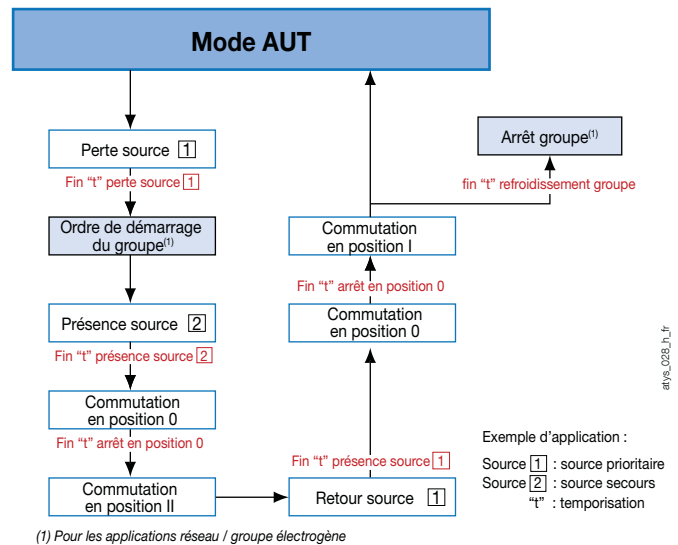 Mode AUT
Perte source 1
Fin “t” perte source 1
Ordre de démarrage
du groupe(1)
Présence source 2
Fin “t” présence source 2
Commutation
en position 0
Fin “t” arrêt en position 0
Commutation
en position II
Retour source 1
Fin “t” présence source 1
Commutation
en position 0
Fin “t” arrêt en position 0
Commutation
en position I
fin “t” refroidissement groupe
Arrêt groupe(1)
atys_028_h_fr
Exemple d'application :
Source 1 : source prioritaire
Source 2 : source secours
“t” : temporisation
(1) Pour les applications réseau / groupe électrogène